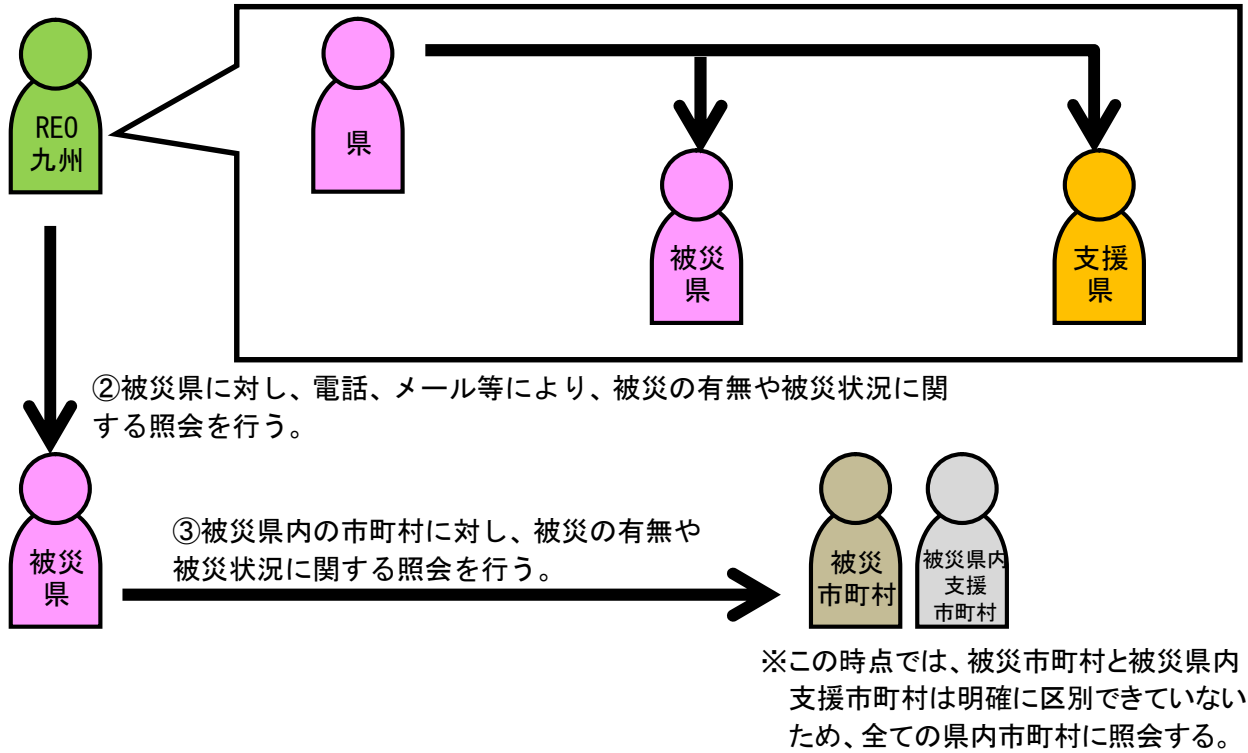 REO
九州
県
被災
県
支援
県
②被災県に対し、電話、メール等により、被災の有無や被災状況に関
する照会を行う。
被災
県
③被災県内の市町村に対し、被災の有無や
被災状況に関する照会を行う。
被災
市町村
被災県内
支援
市町村
※この時点では、被災市町村と被災県内
支援市町村は明確に区別できていない
ため、全ての県内市町村に照会する。